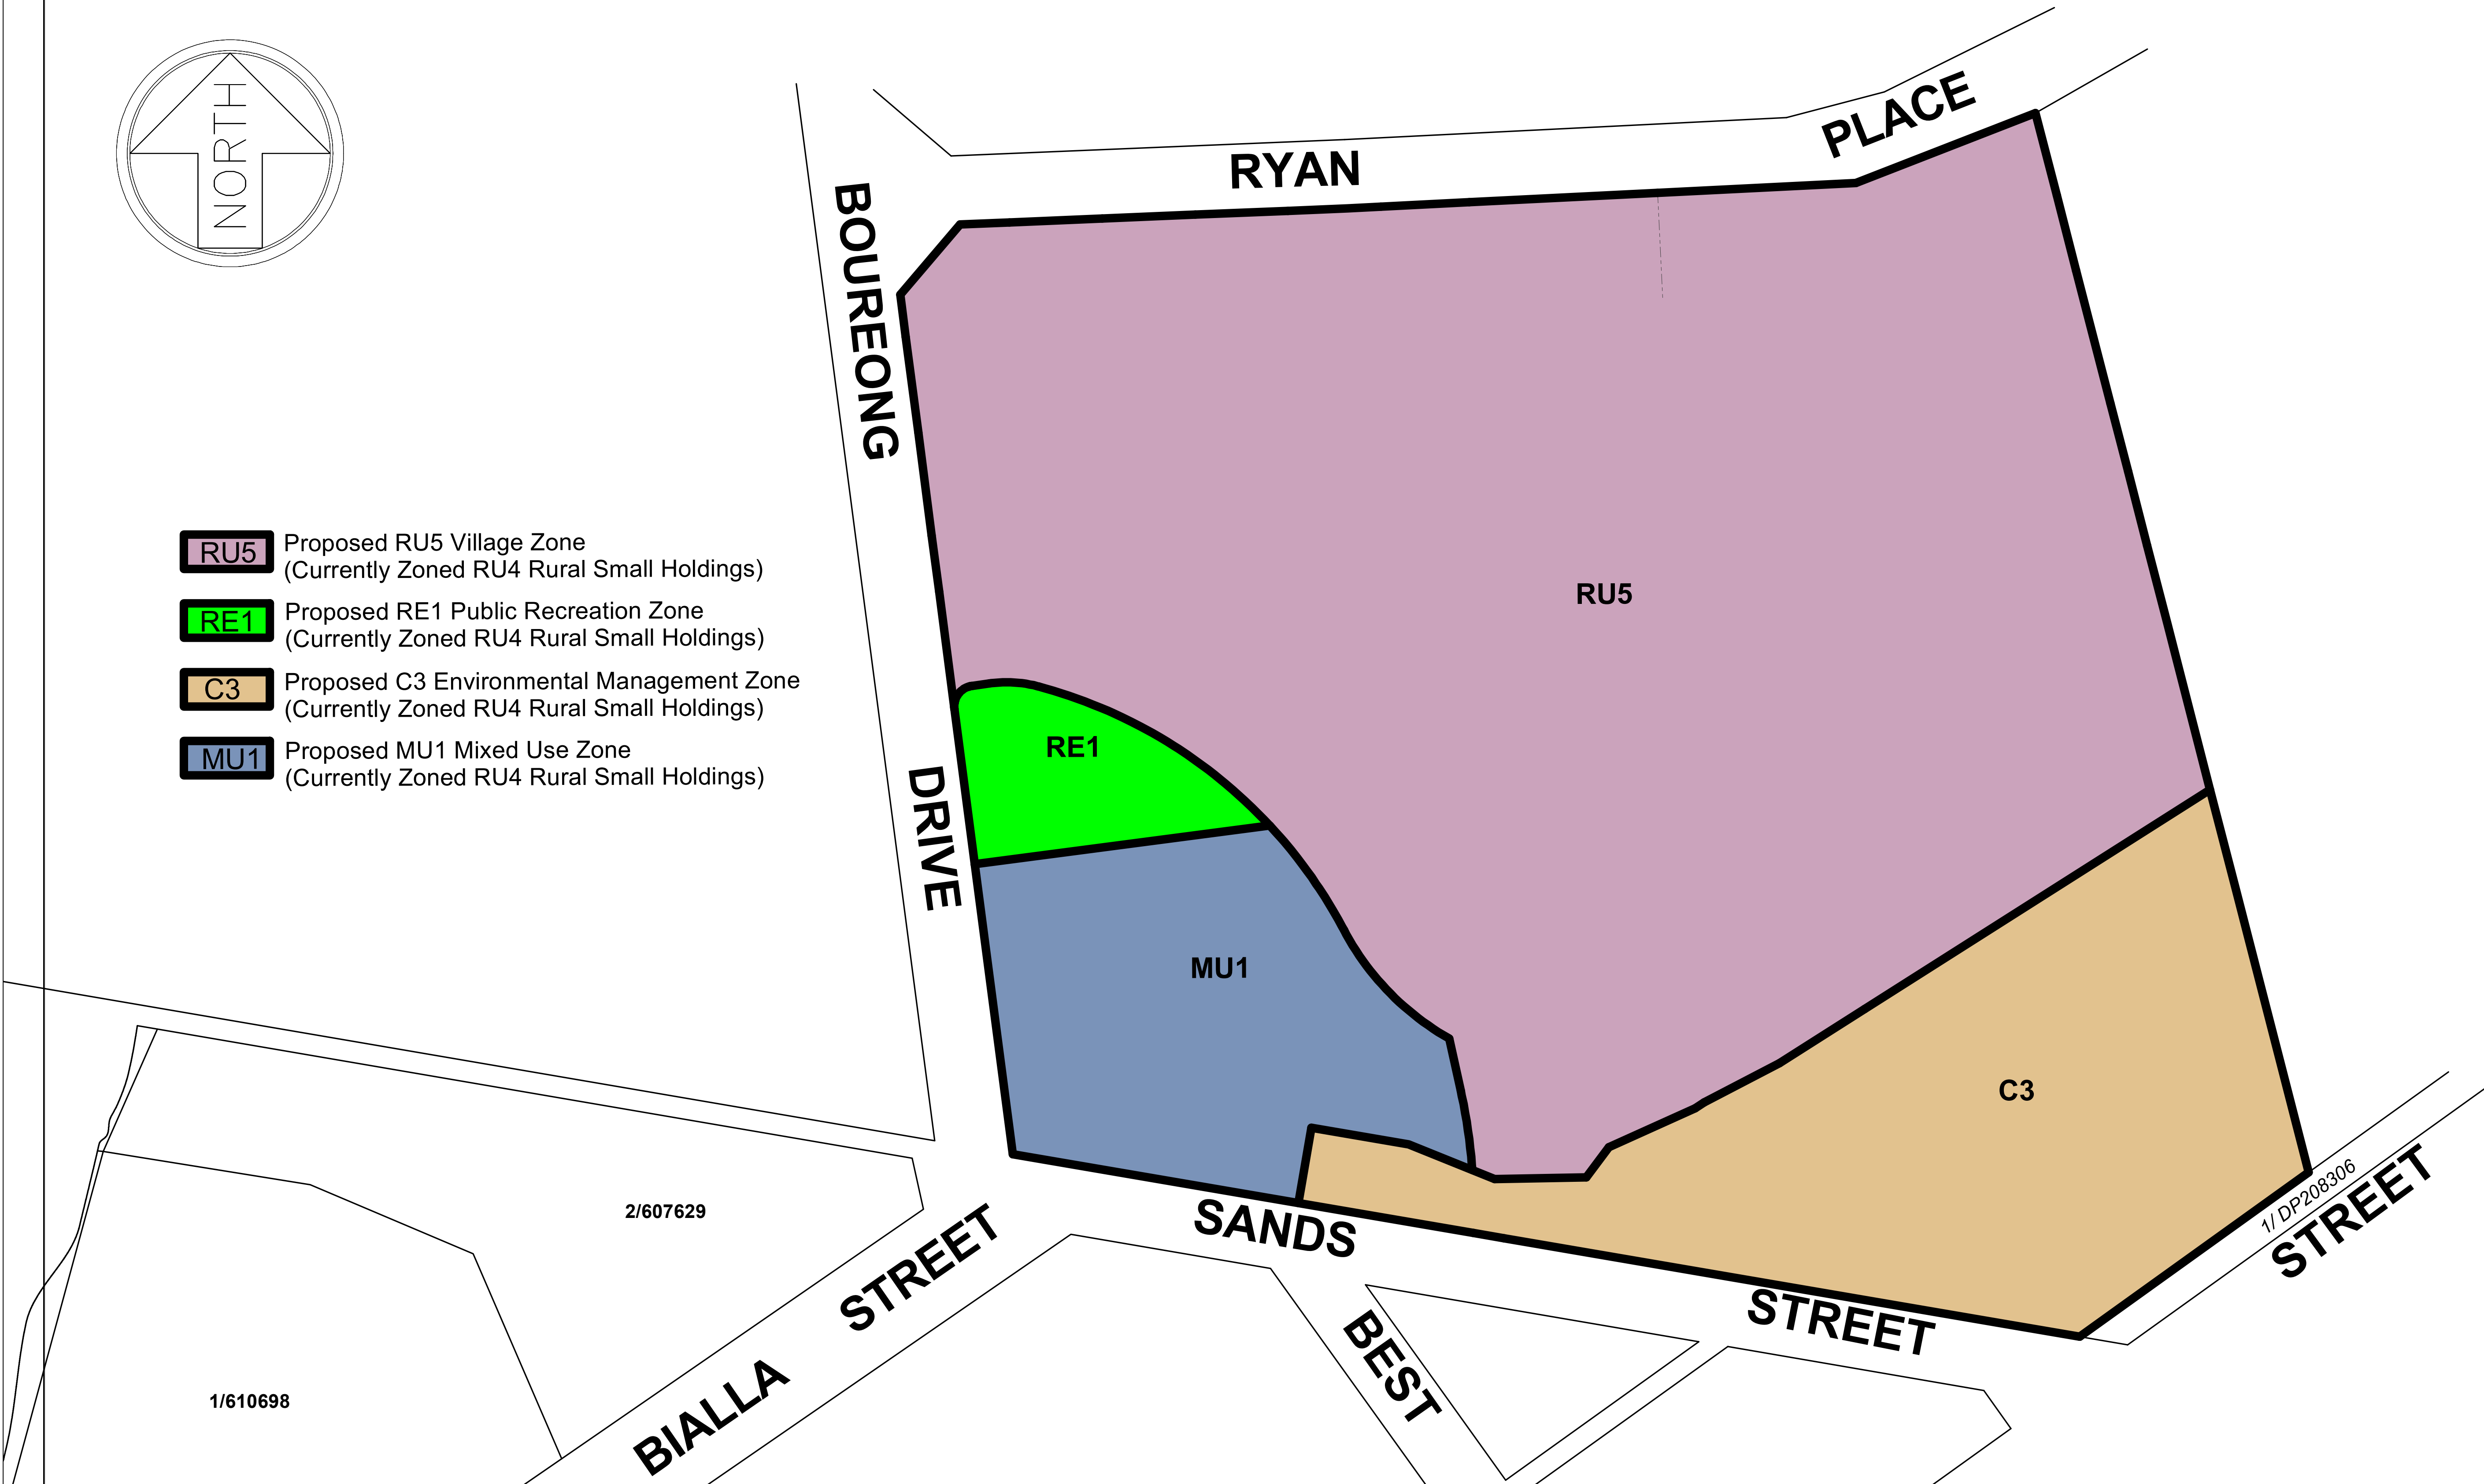 NORTH
RYAN
PLACE
BOUREONG
DRIVE
RU5
Proposed RU5 Village Zone
(Currently Zoned RU4 Rural Small Holdings)
RE1
Proposed RE1 Public Recreation Zone
(Currently Zoned RU4 Rural Small Holdings)
C3
Proposed C3 Environmental Management Zone
(Currently Zoned RU4 Rural Small Holdings)
MU1
Proposed MU1 Mixed Use Zone
(Currently Zoned RU4 Rural Small Holdings)
RU5
RE1
MU1
C3
1/ DP208306
STREET
2/607629
SANDS
STREET
BIALLA
STREET
BEST
1/610698